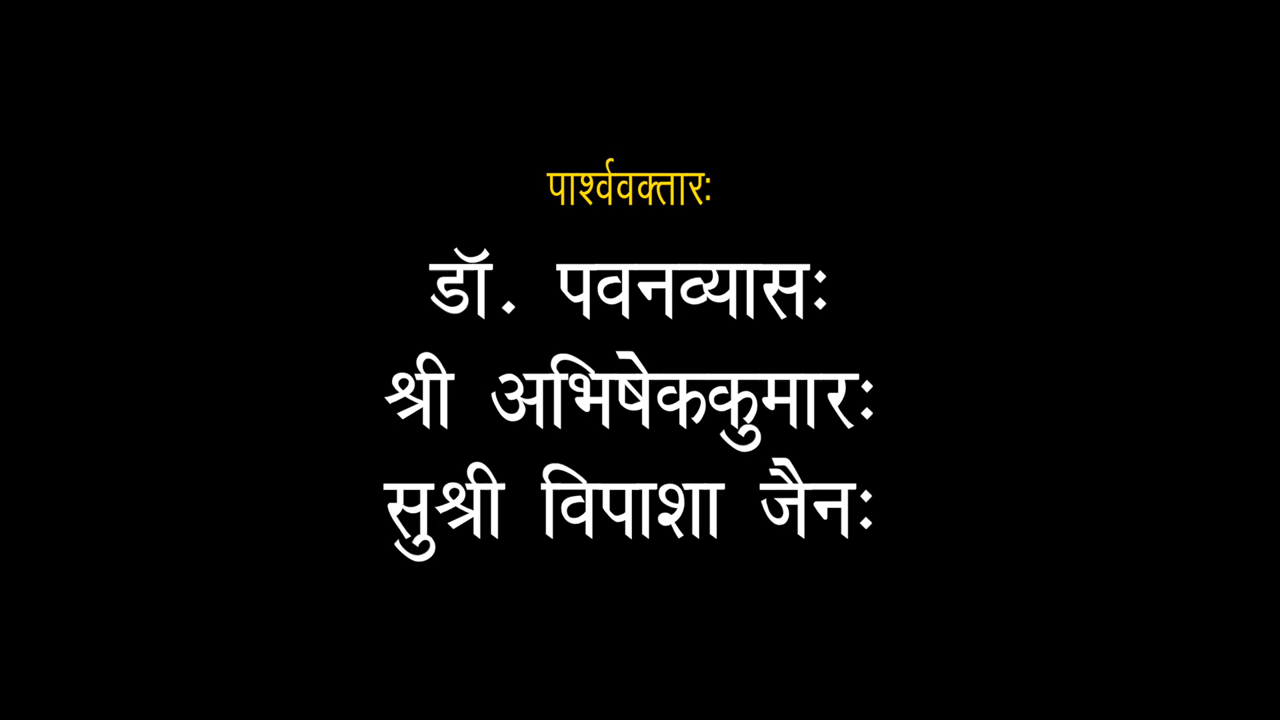 पार्श्ववक्तारः
डॉ. पवनव्यासः
श्री अभिषेककुमारः
सुश्री विपाशा जैनः